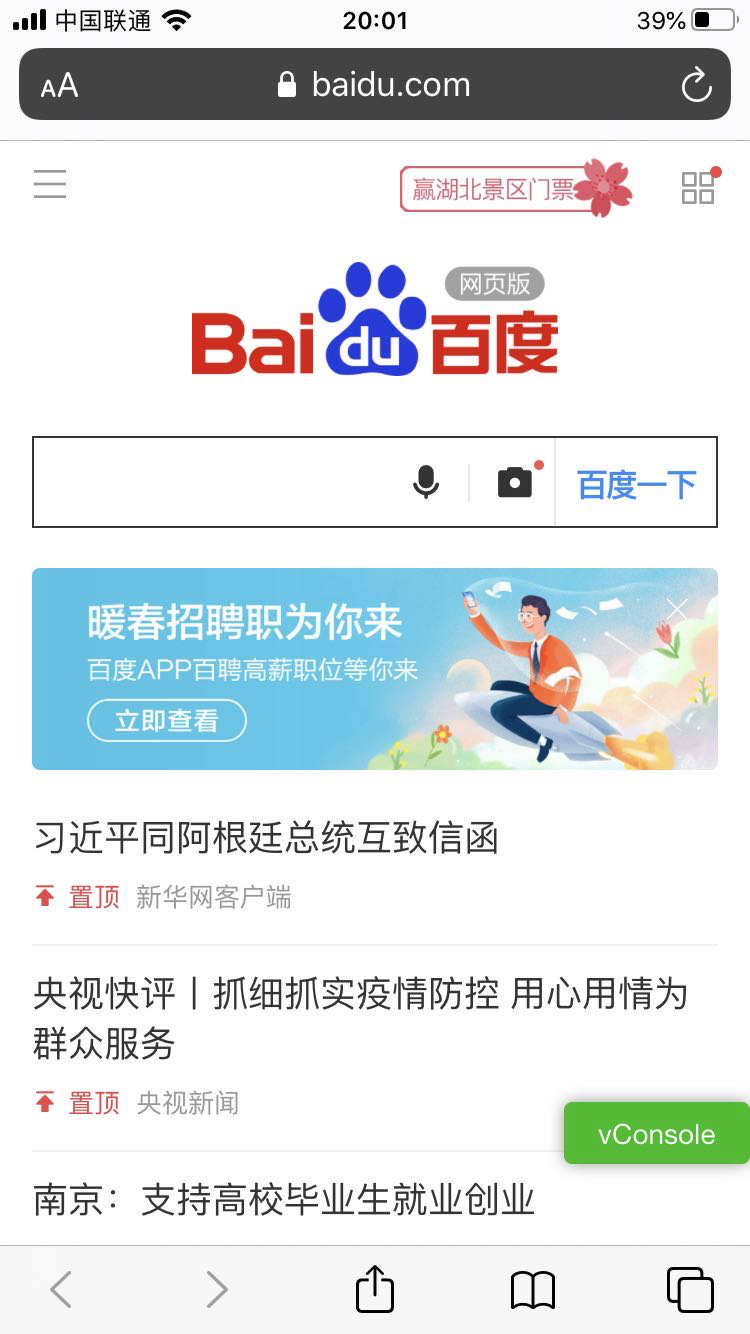 中国联通
20:01
39%
AA
baidu.com
赢湖北景区门票
网页版
Bai du 百度
百度一下
暖春招聘职为你来
百度APP百聘高薪职位等你来
立即查看
习近平同阿根廷总统互致信函
置顶 新华网客户端
央视快评丨抓细抓实疫情防控 用心用情为
群众服务
置顶 央视新闻
vConsole
南京：支持高校毕业生就业创业